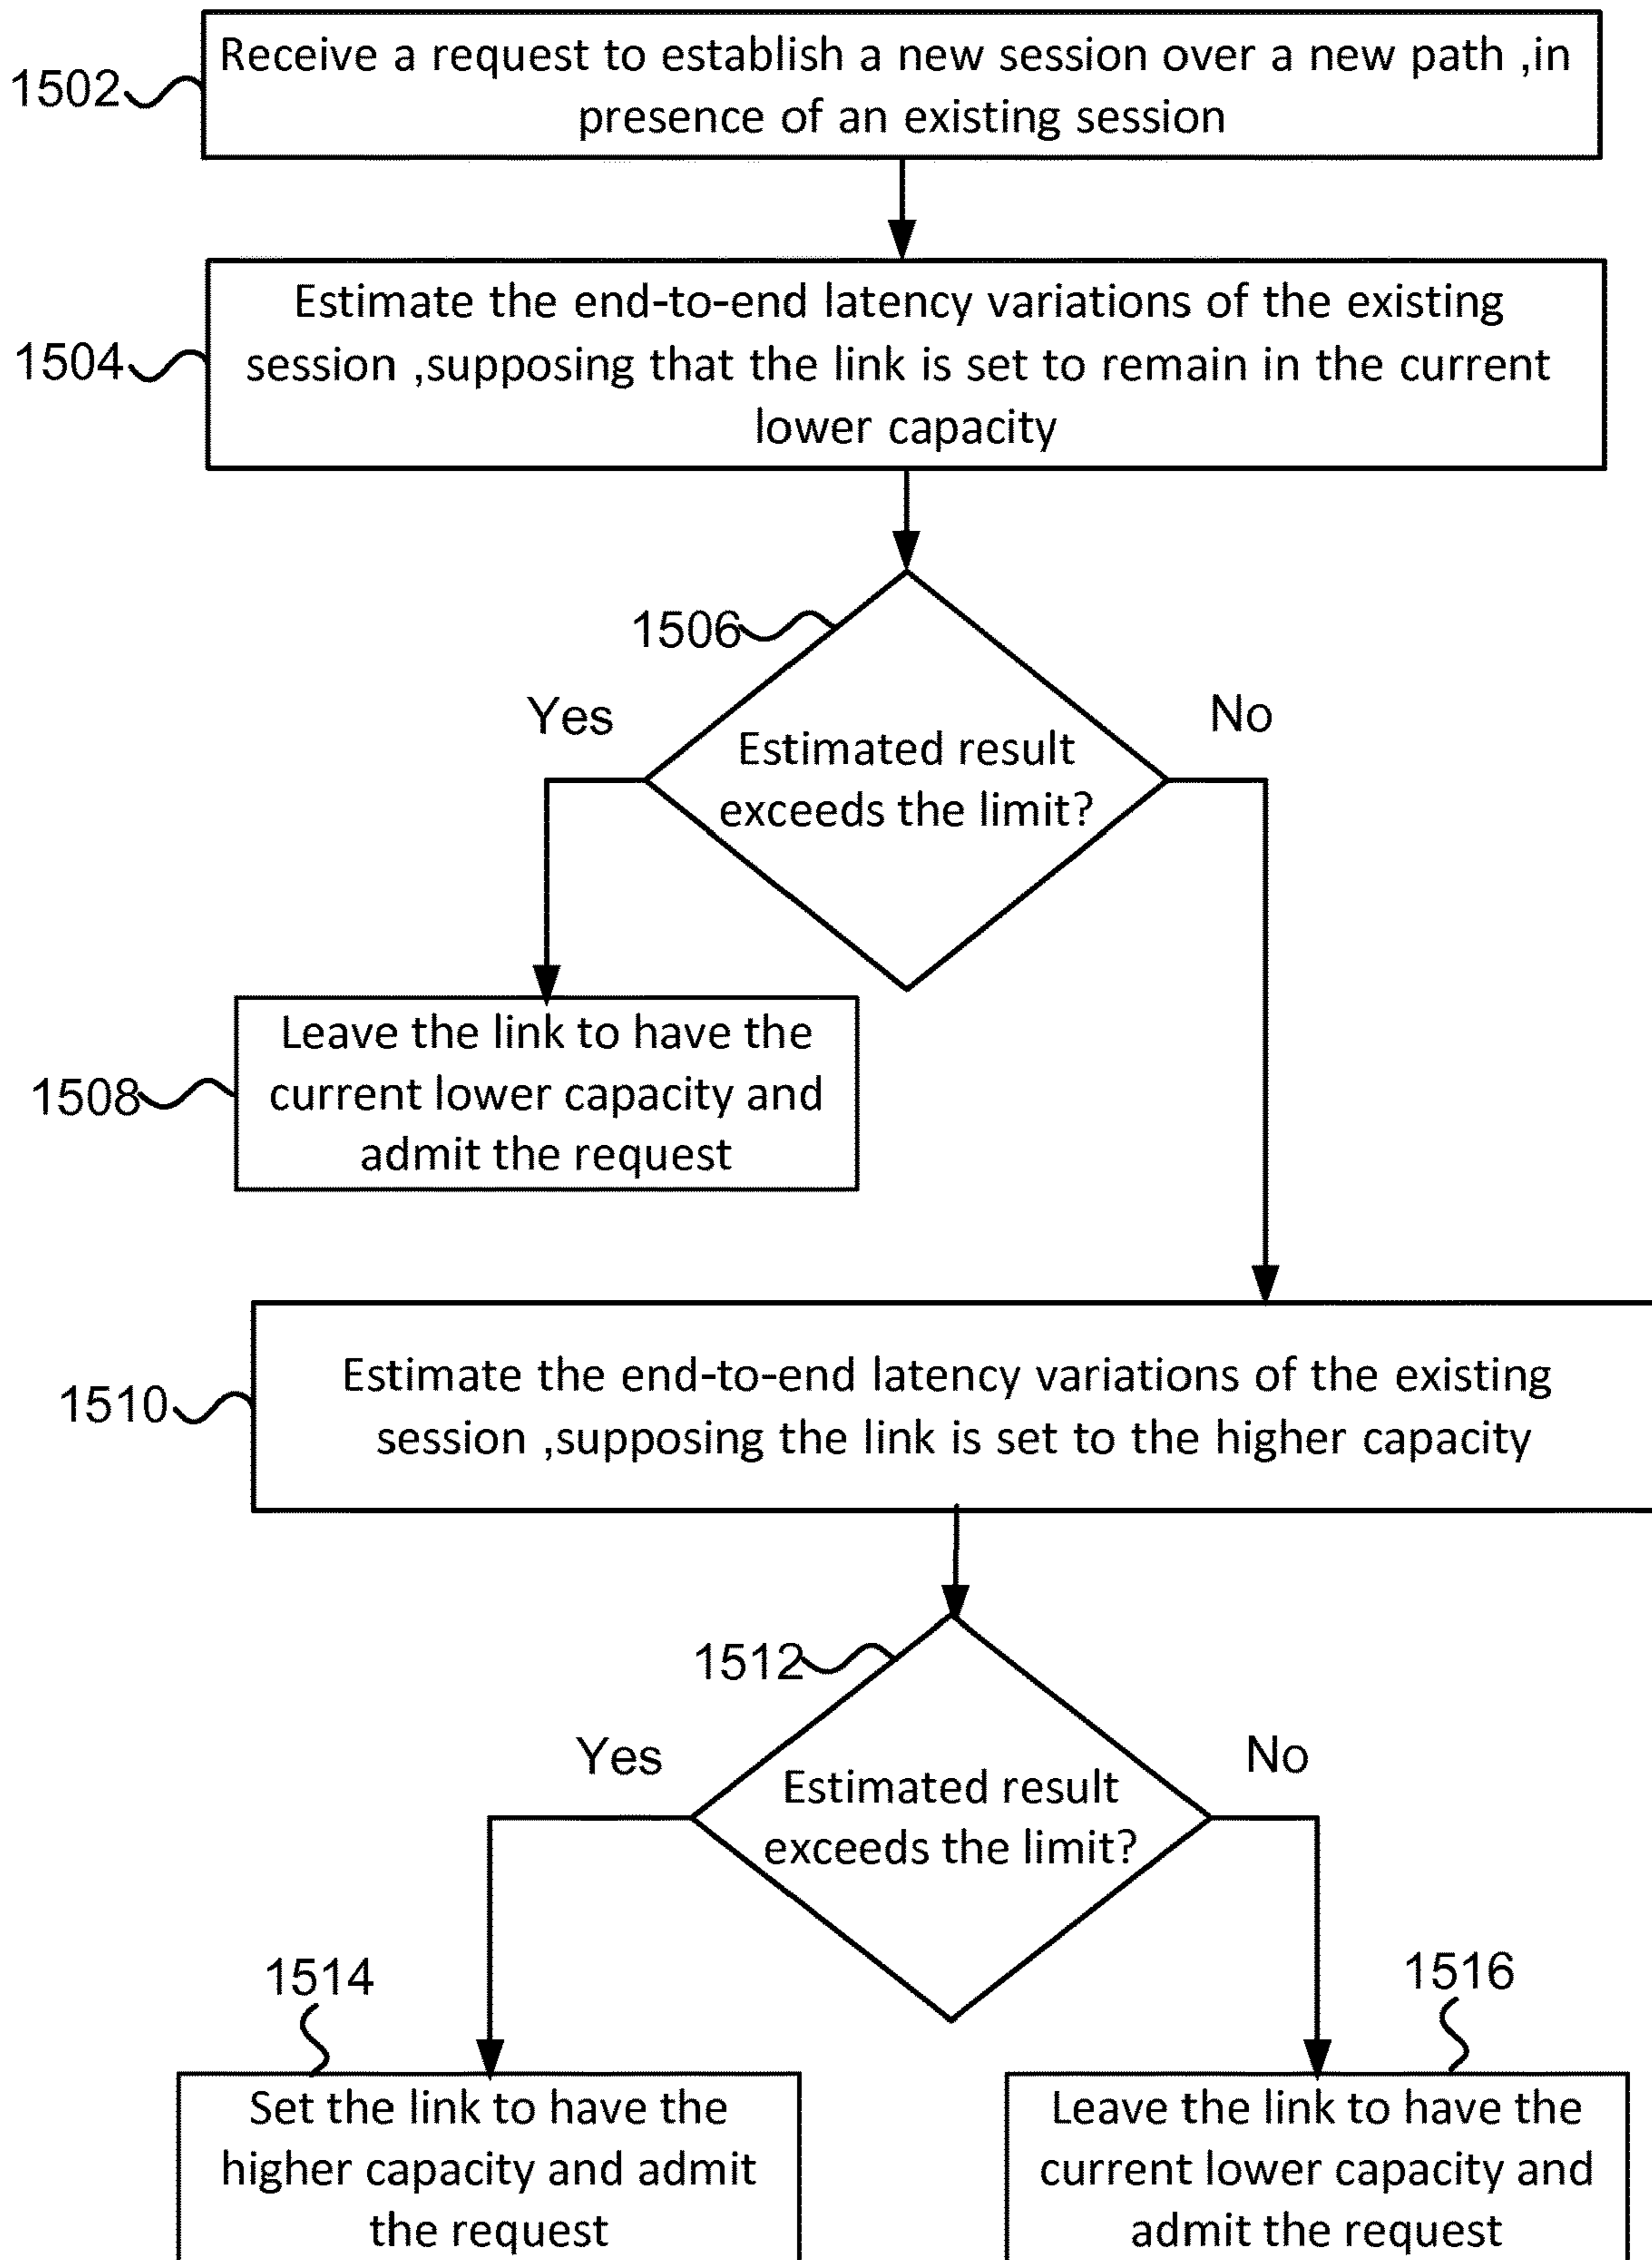 1502
Receive a request to establish a new session over a new path ,in
presence of an existing session
1504
Estimate the end-to-end latency variations of the existing
session ,supposing that the link is set to remain in the current
lower capacity
1506
Yes
No
Estimated result
exceeds the limit?
1508
Leave the link to have the
current lower capacity and
admit the request
1510
Estimate the end-to-end latency variations of the existing
session ,supposing the link is set to the higher capacity
1512
Yes
No
Estimated result
exceeds the limit?
1514
Set the link to have the
higher capacity and admit
the request
1516
Leave the link to have the
current lower capacity and
admit the request